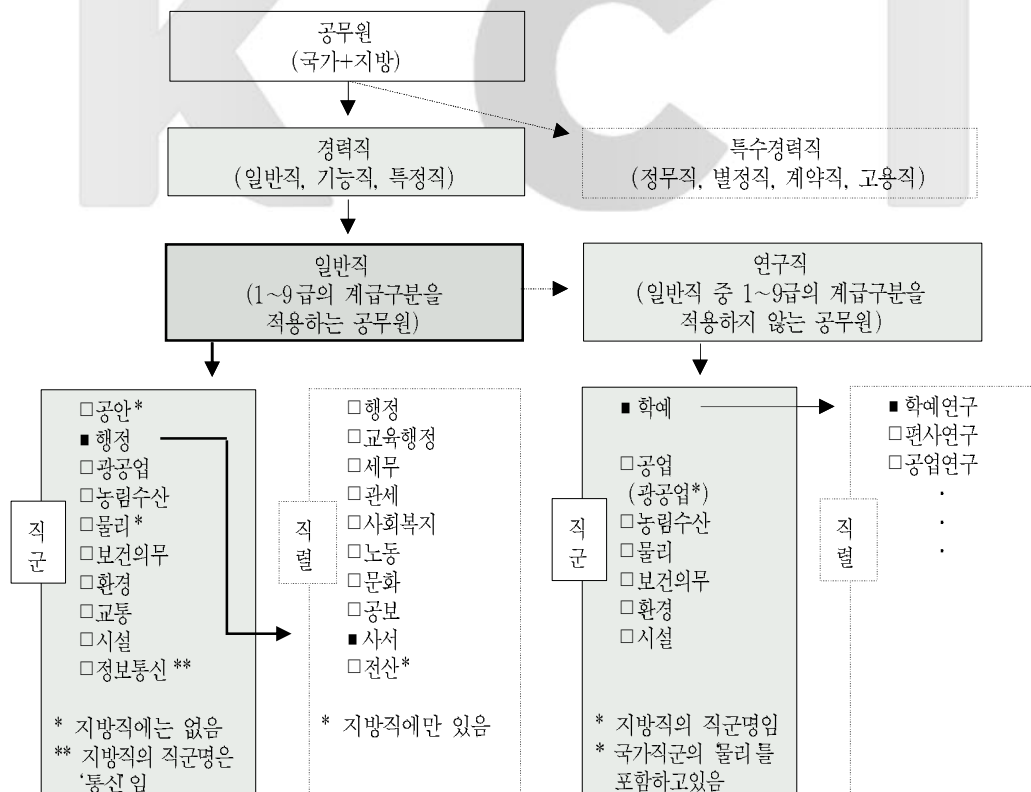 공무원
(국가+지방)
경력직
(일반직, 기능직, 특정직)
특수경력직
(정무직, 별정직, 계약직, 고용직)
일반직
(1~9급의 계급구분을
적용하는 공무원)
연구직
(일반직 중 1~9급의 계급구분을
적용하지 않는 공무원)
직
군
□공안*
■행정
□광공업
□농림수산
□물리*
□보건의무
□환경
□교통
□시설
□정보통신**
* 지방직에는 없음
** 지방직의 직군명은
'통신'임
직
렬
□행정
□교육행정
□세무
□관세
□사회복지
□노동
□문화
□공보
■사서
□전산*
* 지방직에만 있음
직
군
■학예
□공업
(광공업*)
□농림수산
□물리
□보건의무
□환경
□시설
* 지방직의 직군명임
* 국가직군의 '물리'를
포함하고있음
직
렬
■학예연구
□편사연구
□공업연구
.
.
.
KCI